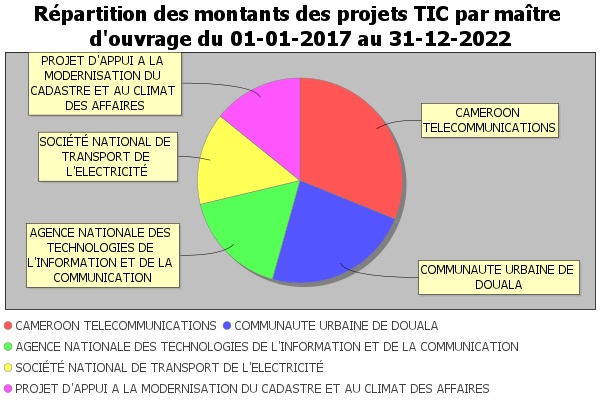 Répartition des montants des projets TIC par maître
d'ouvrage du 01-01-2017 au 31-12-2022
PROJET D'APPUI A LA
MODERNISATION DU
CADASTRE ET AU CLIMAT
DES AFFAIRES
CAMEROON
TELECOMMUNICATIONS
SOCIÉTÉ NATIONAL DE
TRANSPORT DE
L'ELECTRICITÉ
AGENCE NATIONALE DES
TECHNOLOGIES DE
L'INFORMATION ET DE LA
COMMUNICATION
COMMUNAUTE URBAINE DE
DOUALA
CAMEROON TELECOMMUNICATIONS COMMUNAUTE URBAINE DE DOUALA
AGENCE NATIONALE DES TECHNOLOGIES DE L'INFORMATION ET DE LA COMMUNICATION
SOCIÉTÉ NATIONAL DE TRANSPORT DE L'ELECTRICITÉ
PROJET D'APPUI A LA MODERNISATION DU CADASTRE ET AU CLIMAT DES AFFAIRES